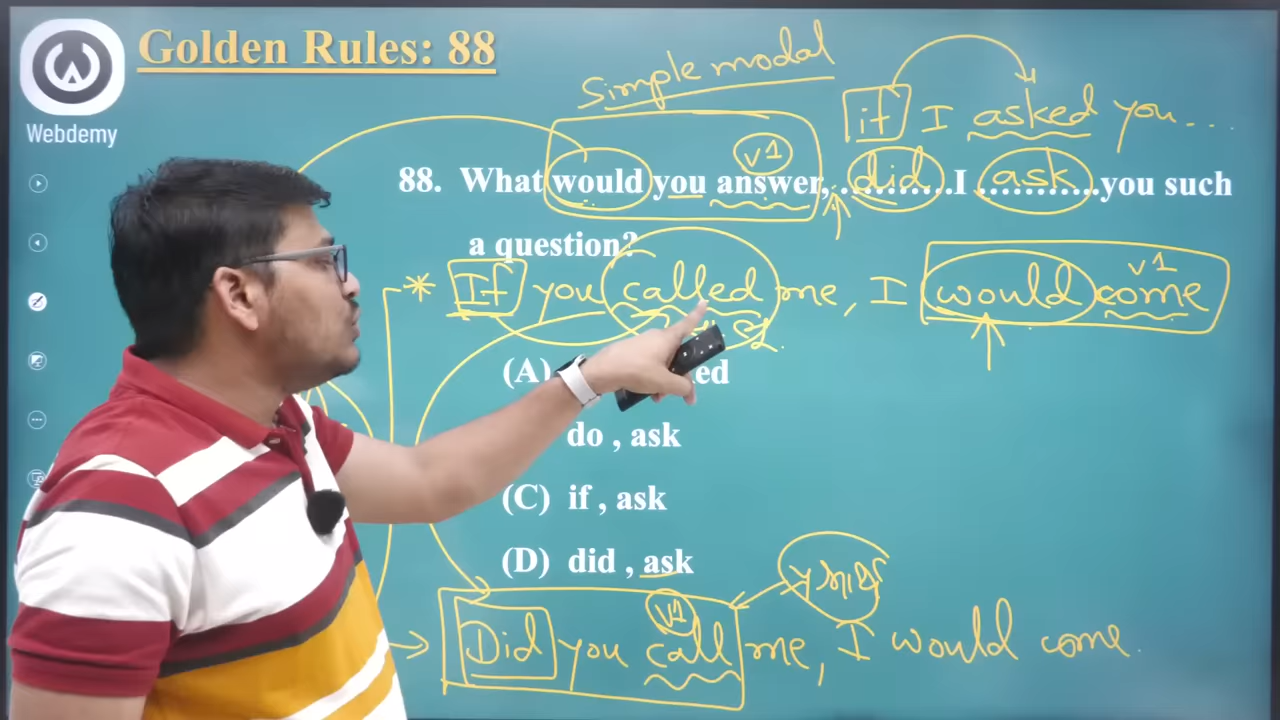 Golden Rules: 88
Webdemy
Simple modal
if I asked you...
v1
88. What would you answer, ............I ............you such
did ask
a question?
* If you called me, I would come
v1
(A) ed
do , ask
(C) if , ask
(D) did , ask
v1
Did you call me, I would come.